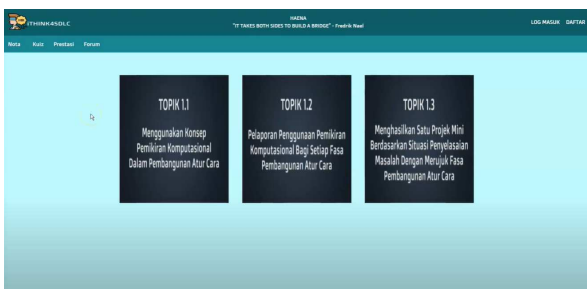 iTHINK4SDLC
HAENA
"IT TAKES BOTH SIDES TO BUILD A BRIDGE" - Fredrik Nael
LOG MASUK DAFTAR
Nota Kuiz Prestasi Forum
TOPIK 1.1
Menggunakan Konsep
Pemikiran Komputasional
Dalam Pembangunan Atur Cara
TOPIK 1.2
Pelaporan Penggunaan Pemikiran
Komputasional Bagi Setiap Fasa
Pembangunan Atur Cara
TOPIK 1.3
Menghasilkan Satu Projek Mini
Berdasarkan Situasi Penyelasaian
Masalah Dengan Merujuk Fasa
Pembangunan Atur Cara